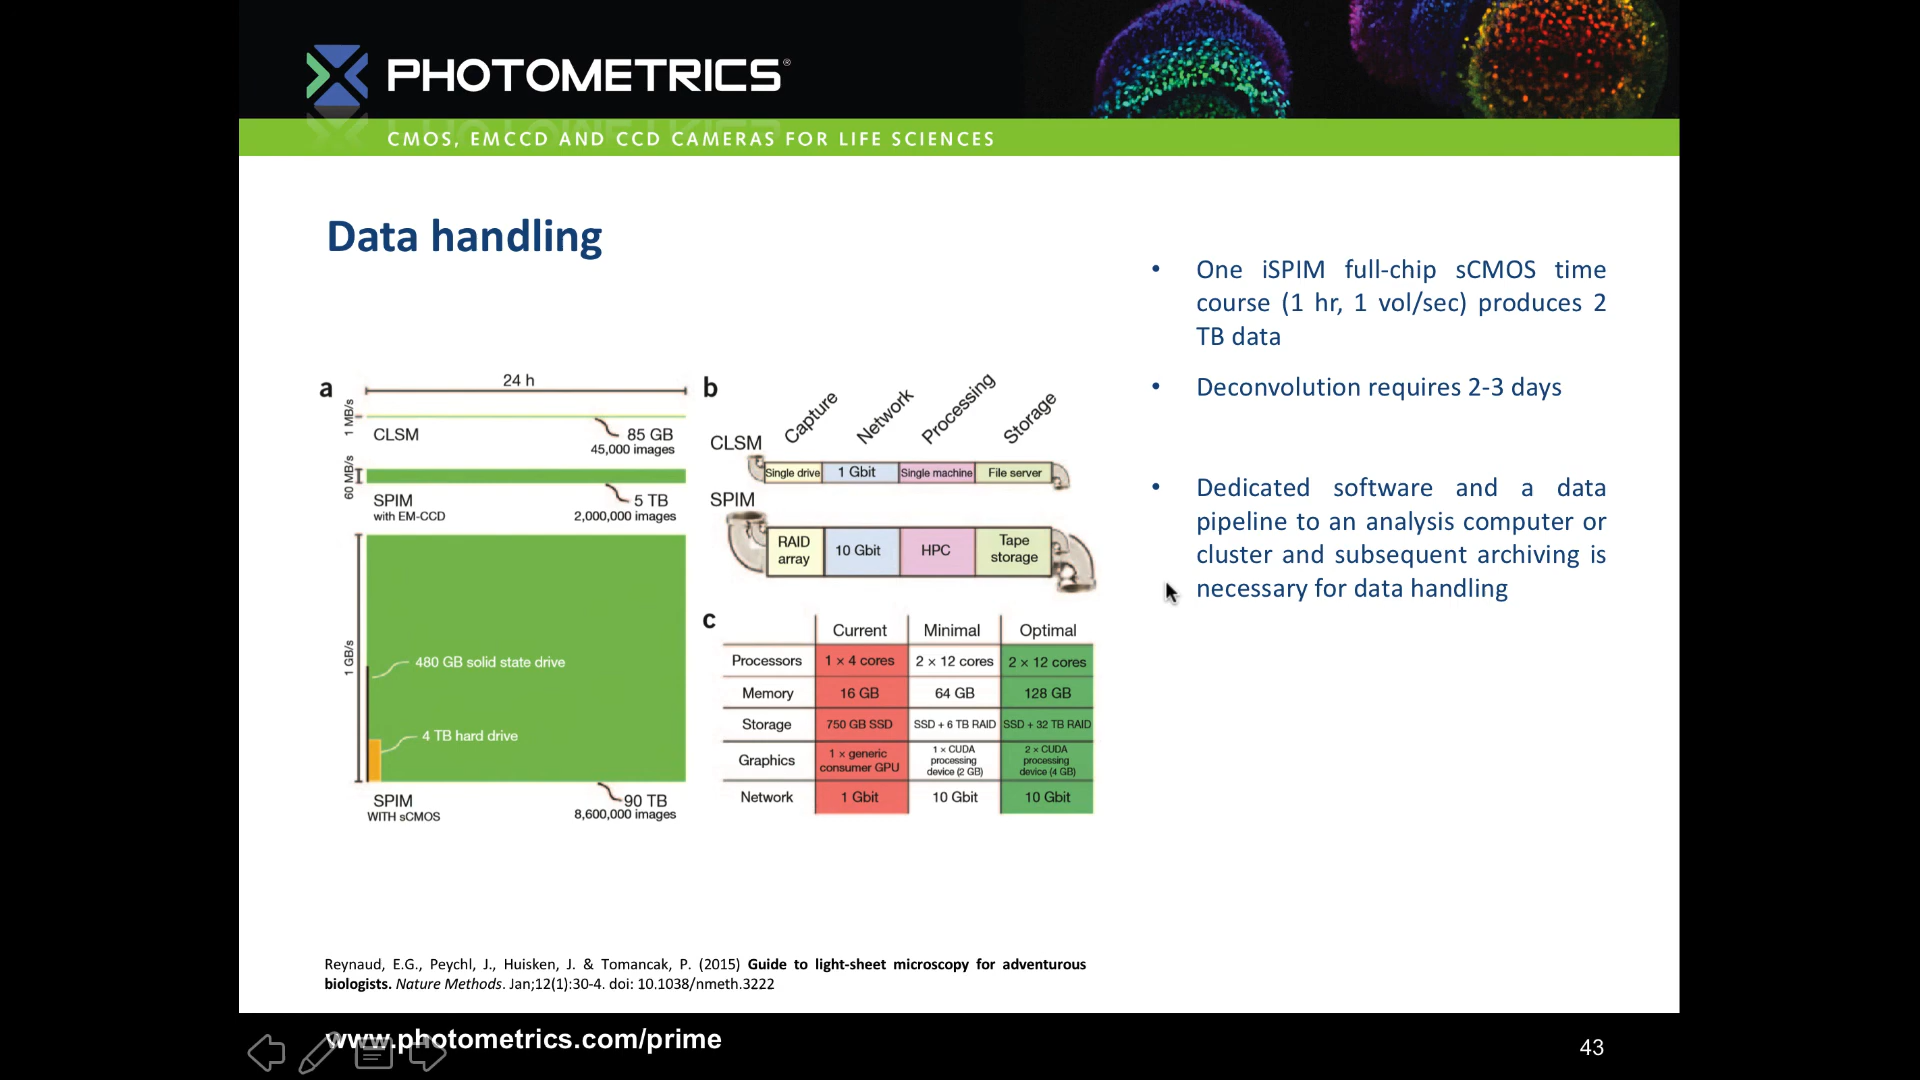 PHOTOMETRICS®
CMOS, EMCCD AND CCD CAMERAS FOR LIFE SCIENCES
Data handling
a
24 h
1 MB/s
CLSM
85 GB
45,000 images
60 MB/s
SPIM
with EM-CCD
5 TB
2,000,000 images
1 GB/s
480 GB solid state drive
4 TB hard drive
SPIM
WITH sCMOS
90 TB
8,600,000 images
b
Capture
Network
Processing
Storage
CLSM
Single drive
1 Gbit
Single machine
File server
SPIM
RAID
array
10 Gbit
HPC
Tape
storage
c
Current Minimal Optimal
Processors 1 × 4 cores 2 × 12 cores 2 × 12 cores
Memory 16 GB 64 GB 128 GB
Storage 750 GB SSD SSD + 6 TB RAID SSD + 32 TB RAID
Graphics
1 × generic
consumer GPU
1 × CUDA
processing
device (2 GB)
2 × CUDA
processing
device (4 GB)
Network 1 Gbit 10 Gbit 10 Gbit
• One iSPIM full-chip sCMOS time
course (1 hr, 1 vol/sec) produces 2
TB data
• Deconvolution requires 2-3 days
• Dedicated software and a data
pipeline to an analysis computer or
cluster and subsequent archiving is
necessary for data handling
Reynaud, E.G., Peychl, J., Huisken, J. & Tomancak, P. (2015) Guide to light-sheet microscopy for adventurous
biologists. Nature Methods. Jan;12(1):30-4. doi: 10.1038/nmeth.3222
www.photometrics.com/prime
43